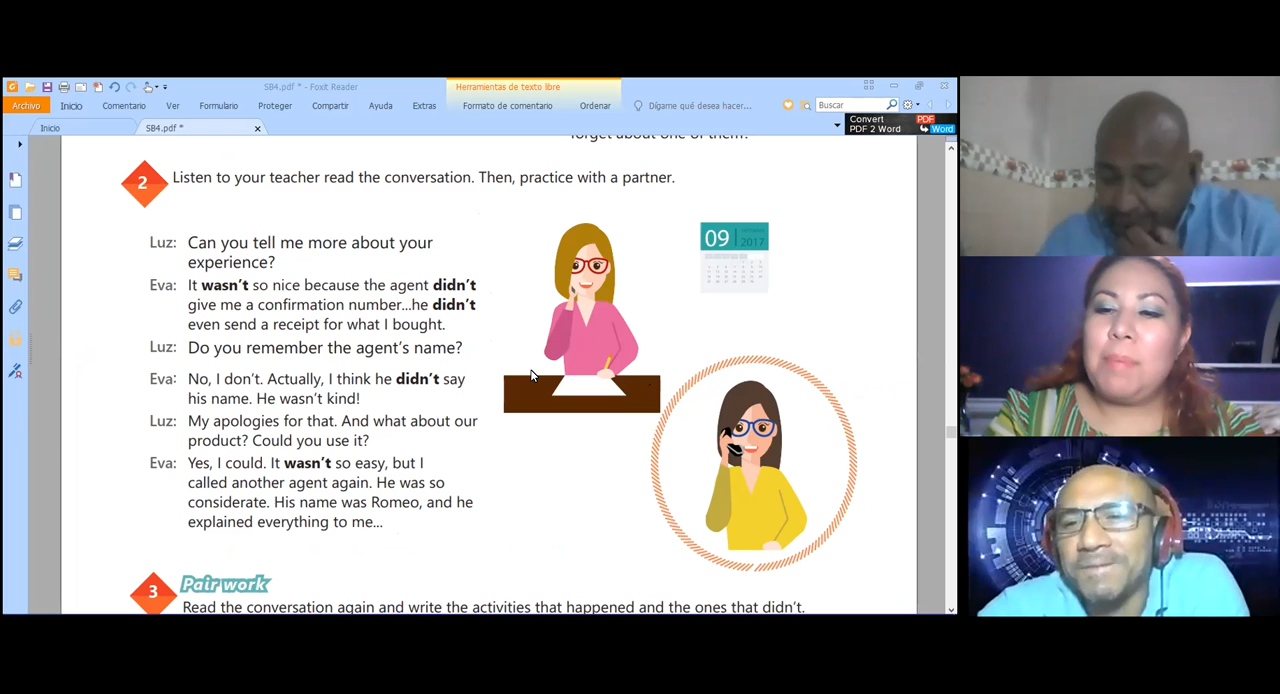 SB4.pdf * - Foxit Reader
Herramientas de texto libre
Archivo
Inicio
Comentario
Ver
Formulario
Proteger
Compartir
Ayuda
Extras
Formato de comentario
Ordenar
Dígame qué desea hacer...
Buscar
Inicio
SB4.pdf *
Convert PDF
PDF 2 Word Word
forget about one of them?
2 Listen to your teacher read the conversation. Then, practice with a partner.
Luz: Can you tell me more about your
experience?
Eva: It wasn't so nice because the agent didn't
give me a confirmation number...he didn't
even send a receipt for what I bought.
Luz: Do you remember the agent's name?
Eva: No, I don't. Actually, I think he didn't say
his name. He wasn't kind!
Luz: My apologies for that. And what about our
product? Could you use it?
Eva: Yes, I could. It wasn't so easy, but I
called another agent again. He was so
considerate. His name was Romeo, and he
explained everything to me...
09
2017
3 Pair work
Read the conversation again and write the activities that happened and the ones that didn't.